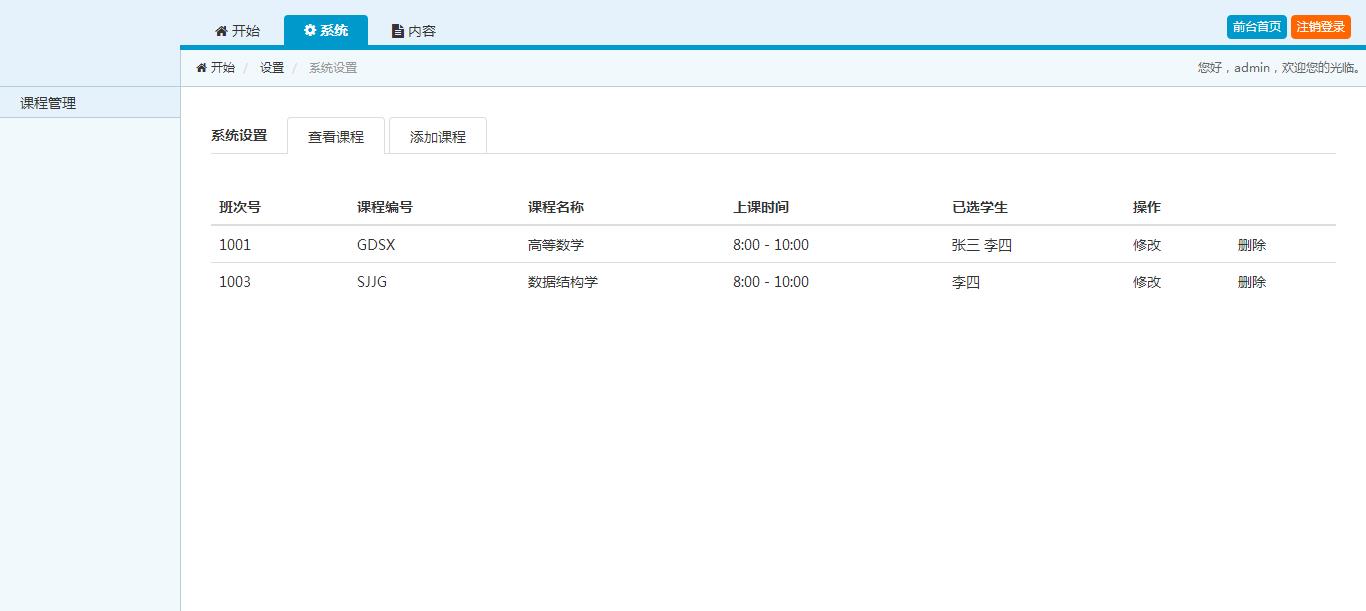 开始 系统 内容 前台首页 注销登录
开始 / 设置 / 系统设置 您好，admin，欢迎您的光临。
课程管理
系统设置 查看课程 添加课程
班次号 课程编号 课程名称 上课时间 已选学生 操作
1001 GDSX 高等数学 8:00 - 10:00 张三 李四 修改 删除
1003 SJJG 数据结构学 8:00 - 10:00 李四 修改 删除